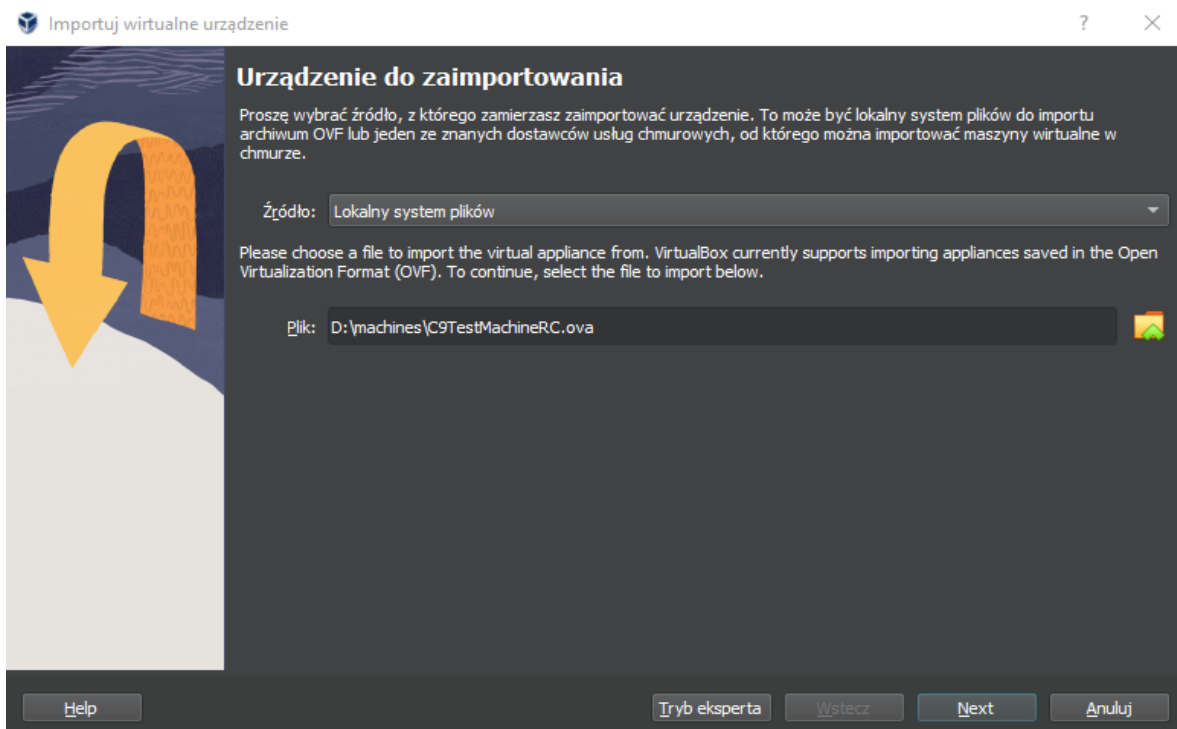 Importuj wirtualne urządzenie
Urządzenie do zaimportowania
Proszę wybrać źródło, z którego zamierzasz zaimportować urządzenie. To może być lokalny system plików do importu
archiwum OVF lub jeden ze znanych dostawców usług chmurowych, od którego można importować maszyny wirtualne w
chmurze.
Źródło: Lokalny system plików
Please choose a file to import the virtual appliance from. VirtualBox currently supports importing appliances saved in the Open
Virtualization Format (OVF). To continue, select the file to import below.
Plik: D:\machines\C9TestMachineRC.ova
Help Tryb eksperta Wstecz Next Anuluj